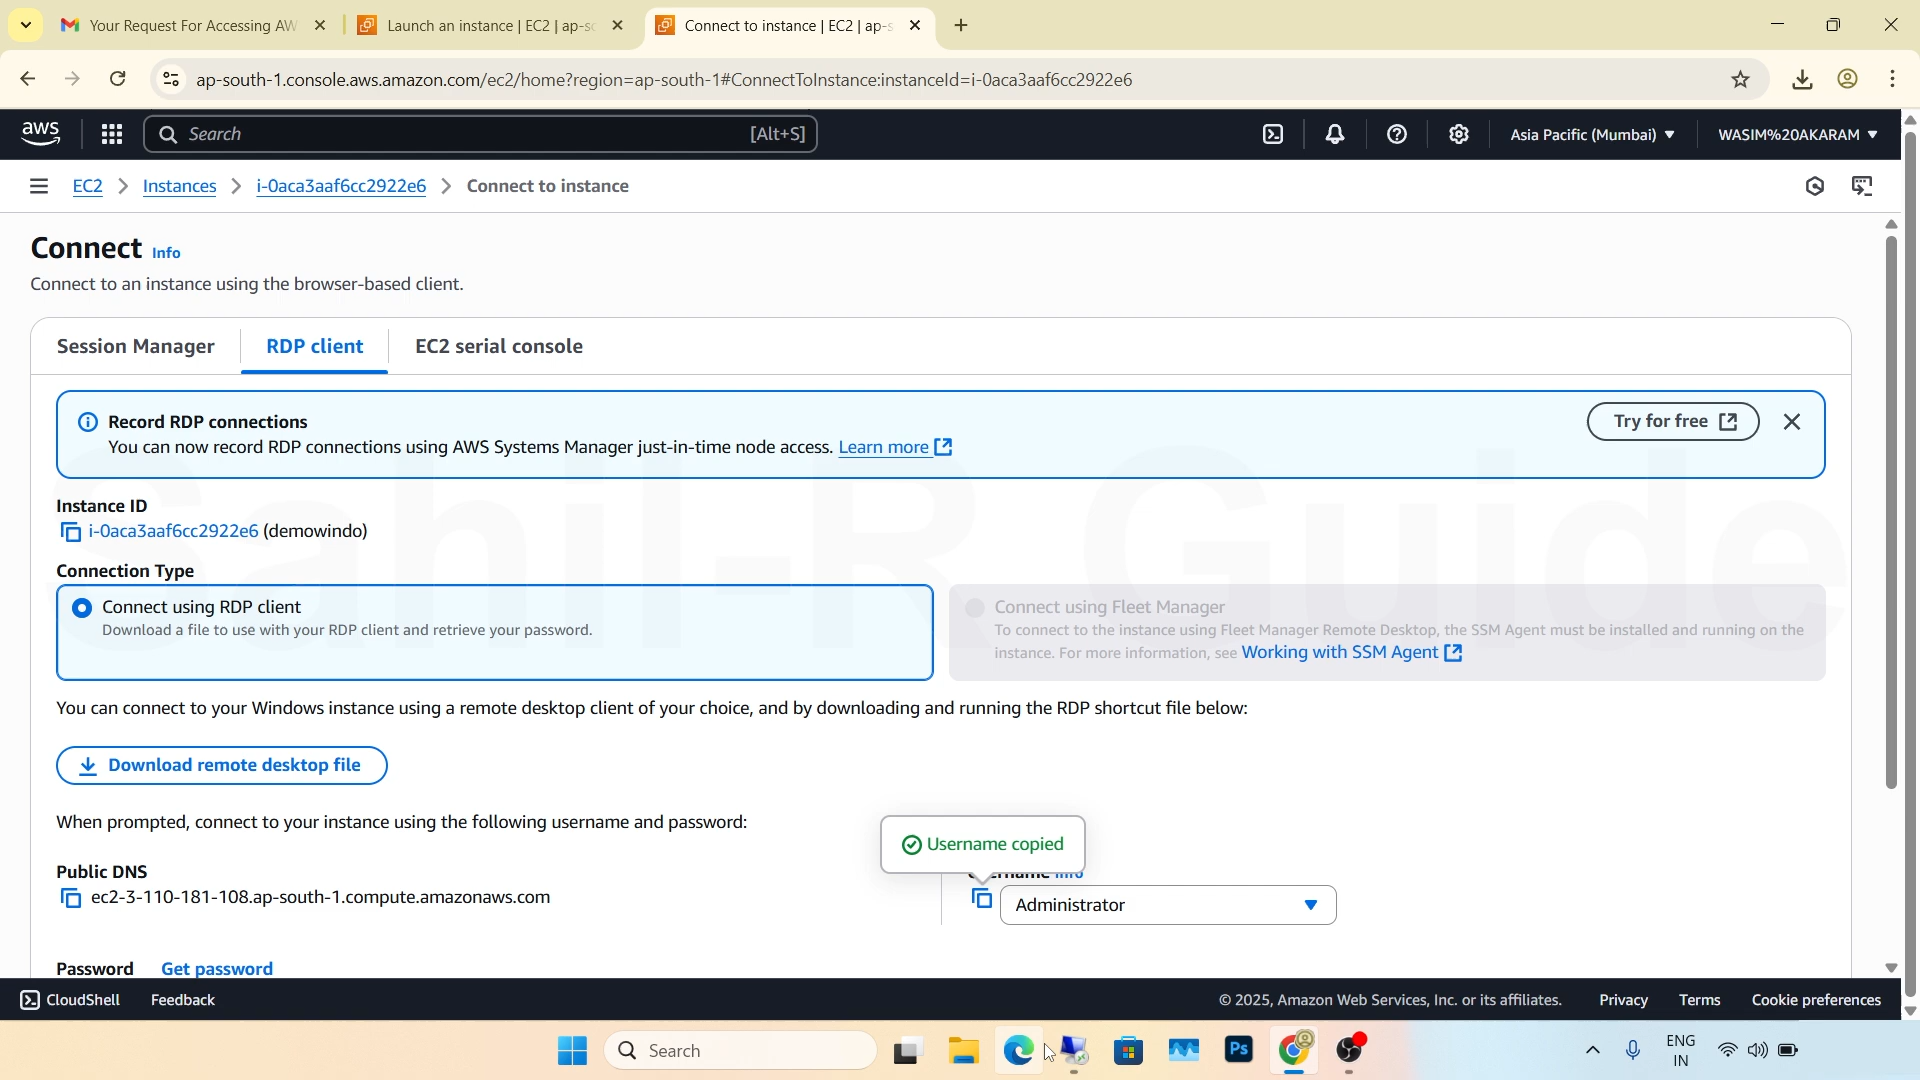 Your Request For Accessing AW
Launch an instance | EC2 | ap-so
Connect to instance | EC2 | ap-s
ap-south-1.console.aws.amazon.com/ec2/home?region=ap-south-1#ConnectToInstance:instanceId=i-0aca3aaf6cc2922e6
aws
Search
[Alt+S]
Asia Pacific (Mumbai)
WASIM%20AKARAM
EC2
Instances
i-0aca3aaf6cc2922e6
Connect to instance
Connect Info
Connect to an instance using the browser-based client.
Session Manager
RDP client
EC2 serial console
Record RDP connections
You can now record RDP connections using AWS Systems Manager just-in-time node access. Learn more
Try for free
Instance ID
i-0aca3aaf6cc2922e6 (demowindo)
Connection Type
Connect using RDP client
Download a file to use with your RDP client and retrieve your password.
Connect using Fleet Manager
To connect to the instance using Fleet Manager Remote Desktop, the SSM Agent must be installed and running on the
instance. For more information, see Working with SSM Agent
Sahil-R Guide
You can connect to your Windows instance using a remote desktop client of your choice, and by downloading and running the RDP shortcut file below:
Download remote desktop file
When prompted, connect to your instance using the following username and password:
Username copied
Public DNS
ec2-3-110-181-108.ap-south-1.compute.amazonaws.com
Username Info
Administrator
Password Get password
CloudShell
Feedback
© 2025, Amazon Web Services, Inc. or its affiliates.
Privacy
Terms
Cookie preferences
Search
Ps
ENG
IN